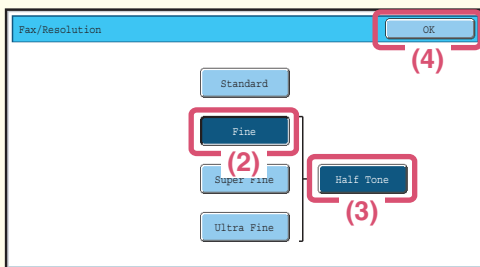 Fax/Resolution
OK
(4)
Standard
Fine
(2)
Super Fine
Half Tone
(3)
Ultra Fine